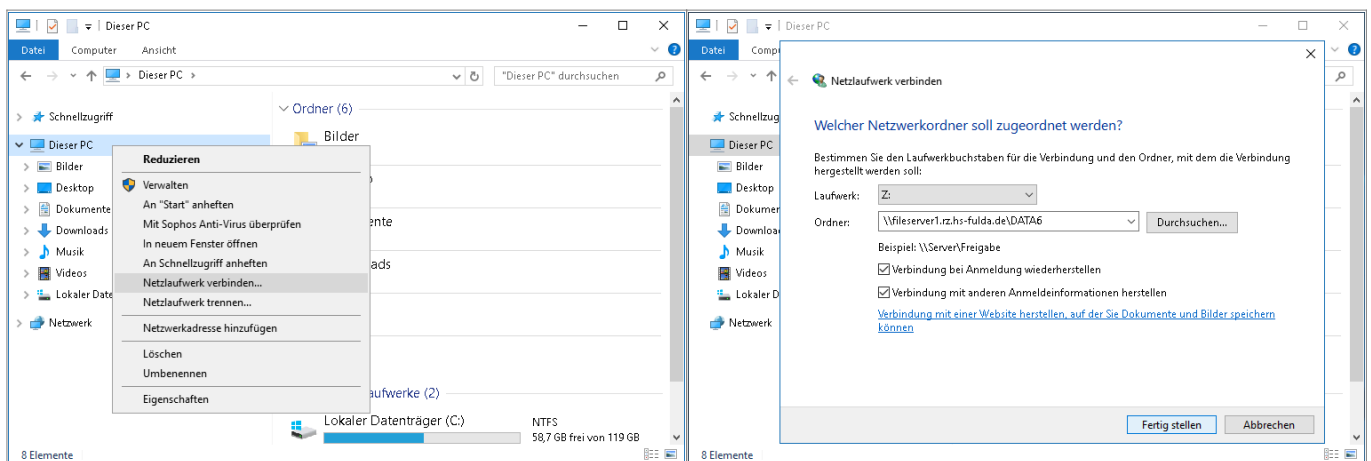 Dieser PC
Datei Computer Ansicht
Dieser PC
"Dieser PC" durchsuchen
Schnellzugriff
Dieser PC
Bilder
Desktop
Dokumente
Downloads
Musik
Videos
Lokaler Date
Netzwerk
Reduzieren
Verwalten
An "Start" anheften
Mit Sophos Anti-Virus überprüfen
In neuem Fenster öffnen
An Schnellzugriff anheften
Netzlaufwerk verbinden...
Netzlaufwerk trennen...
Netzwerkadresse hinzufügen
Löschen
Umbenennen
Eigenschaften
Ordner (6)
Bilder
ente
ads
aufwerke (2)
Lokaler Datenträger (C:)
NTFS
58,7 GB frei von 119 GB
8 Elemente
Dieser PC
Datei Comp
Schnellzug
Dieser PC
Bilder
Desktop
Dokumer
Downloa
Musik
Videos
Lokaler D
Netzwerk
Netzlaufwerk verbinden
Welcher Netzwerkordner soll zugeordnet werden?
Bestimmen Sie den Laufwerkbuchstaben für die Verbindung und den Ordner, mit dem die Verbindung
hergestellt werden soll:
Laufwerk: Z:
Ordner: \\fileserver1.rz.hs-fulda.de\DATA6 Durchsuchen...
Beispiel: \\Server\Freigabe
Verbindung bei Anmeldung wiederherstellen
Verbindung mit anderen Anmeldeinformationen herstellen
Verbindung mit einer Website herstellen, auf der Sie Dokumente und Bilder speichern
können
Fertig stellen Abbrechen
8 Elemente